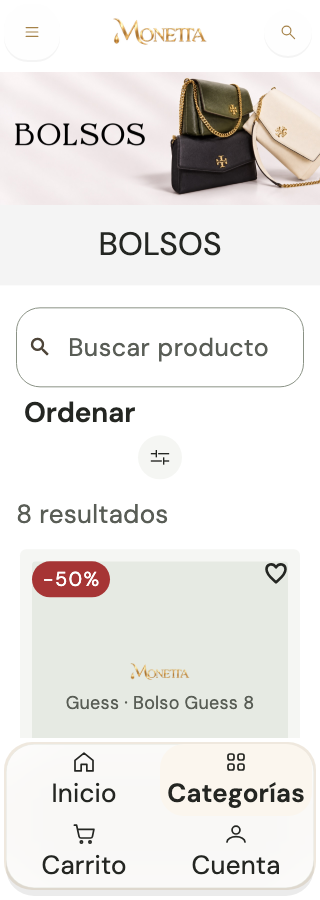 MONETTA
BOLSOS
BOLSOS
Buscar producto
Ordenar
8 resultados
-50%
MONETTA
Guess · Bolso Guess 8
Inicio
Categorías
Carrito
Cuenta